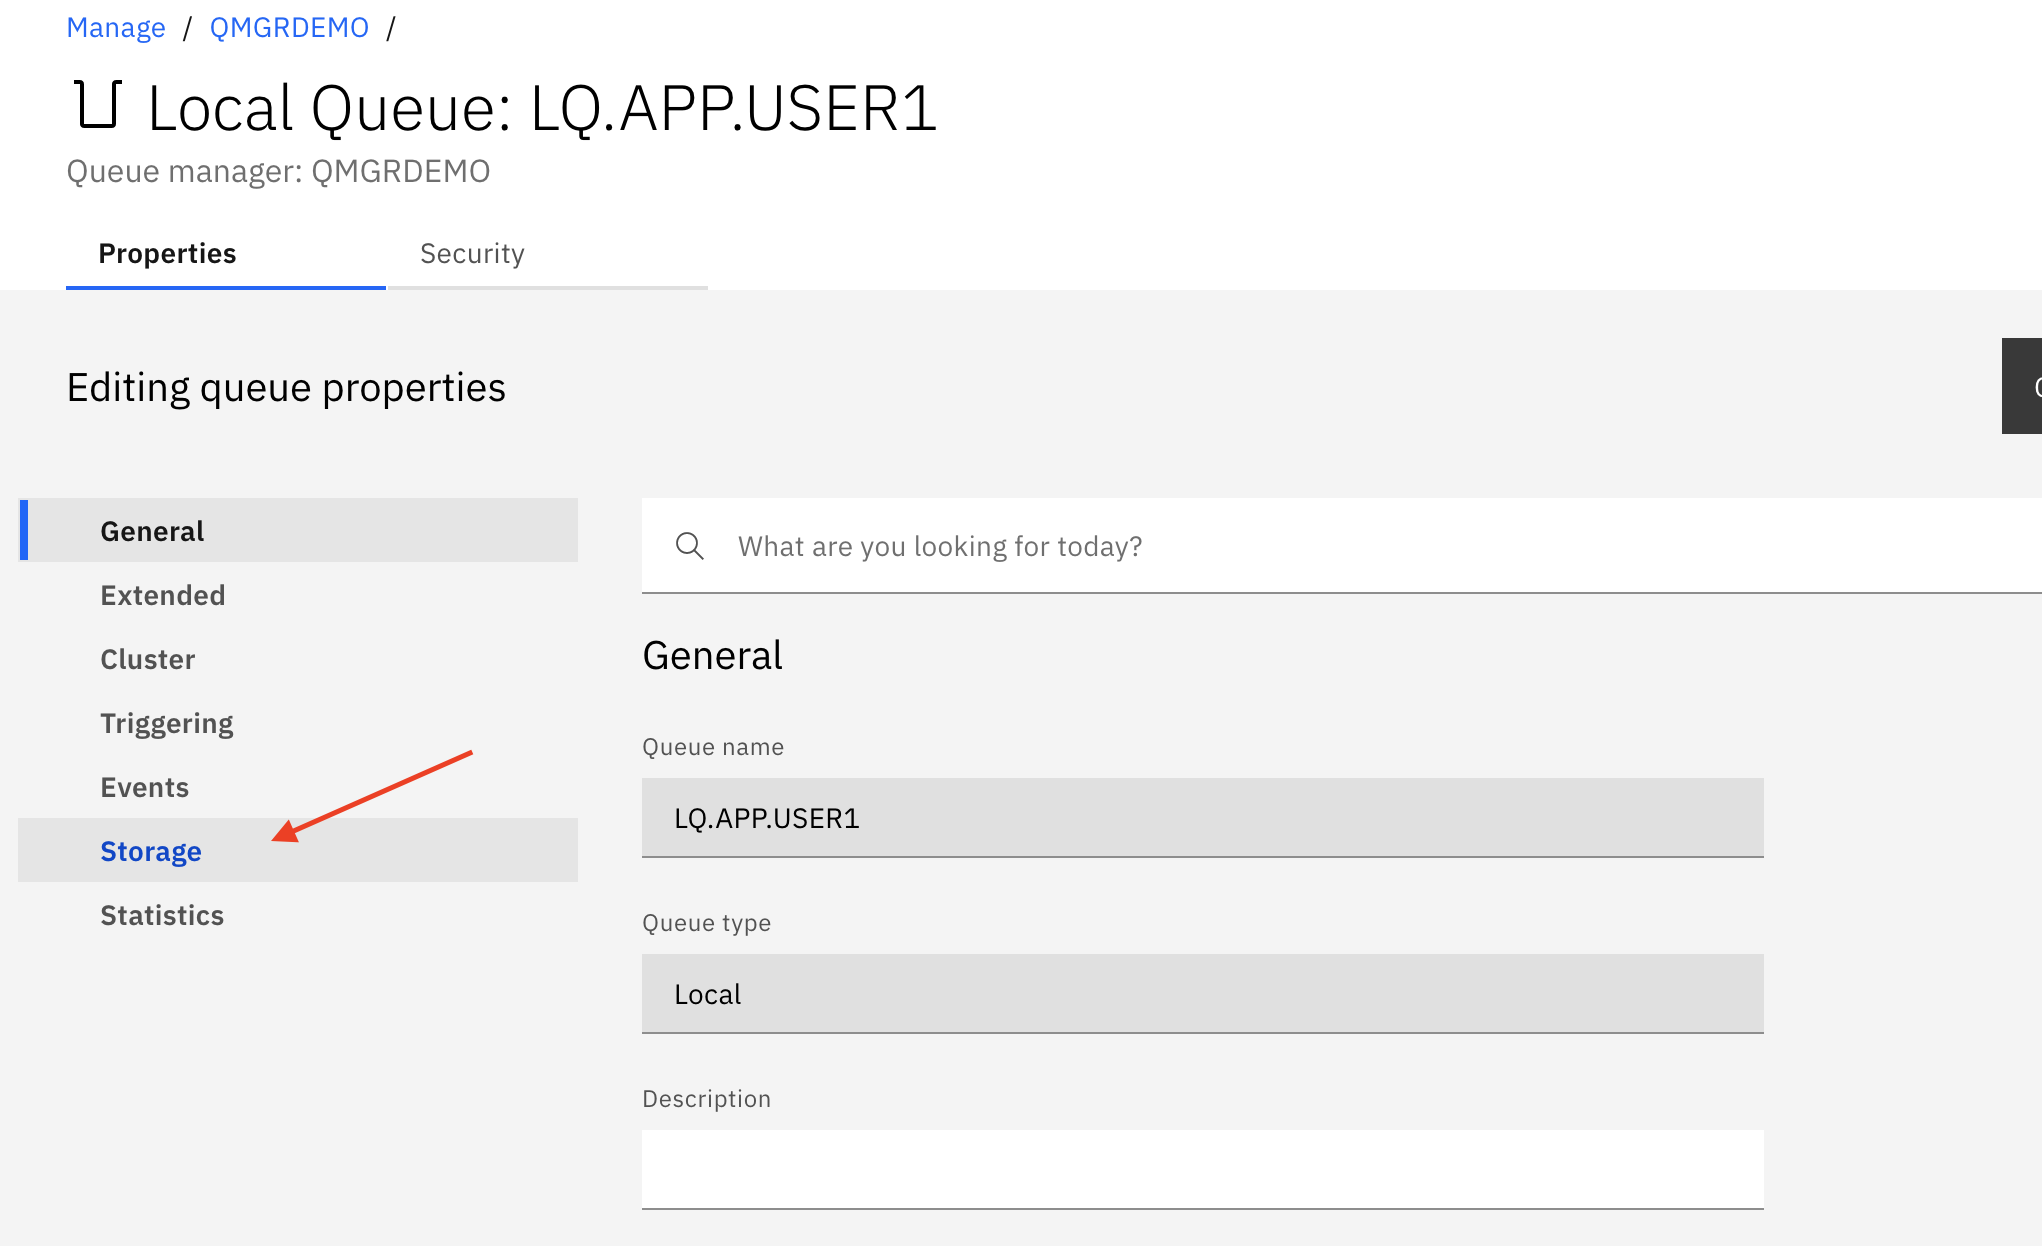 Manage / QMGRDEMO /
Local Queue: LQ.APP.USER1
Queue manager: QMGRDEMO
Properties
Security
Editing queue properties
General
Extended
Cluster
Triggering
Events
Storage
Statistics
What are you looking for today?
General
Queue name
LQ.APP.USER1
Queue type
Local
Description